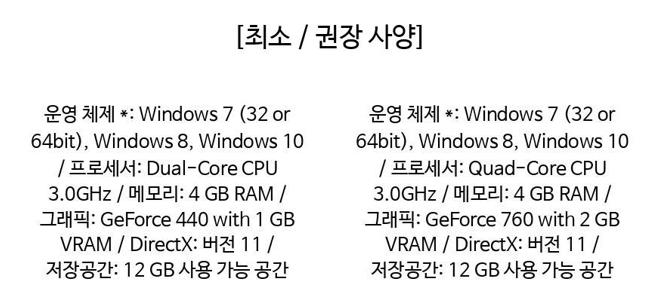 [최소 / 권장 사양]
운영 체제 *: Windows 7 (32 or
64bit), Windows 8, Windows 10
/ 프로세서: Dual-Core CPU
3.0GHz / 메모리: 4 GB RAM /
그래픽: GeForce 440 with 1 GB
VRAM / DirectX: 버전 11 /
저장공간: 12 GB 사용 가능 공간
운영 체제 *: Windows 7 (32 or
64bit), Windows 8, Windows 10
/ 프로세서: Quad-Core CPU
3.0GHz / 메모리: 4 GB RAM /
그래픽: GeForce 760 with 2 GB
VRAM / DirectX: 버전 11 /
저장공간: 12 GB 사용 가능 공간